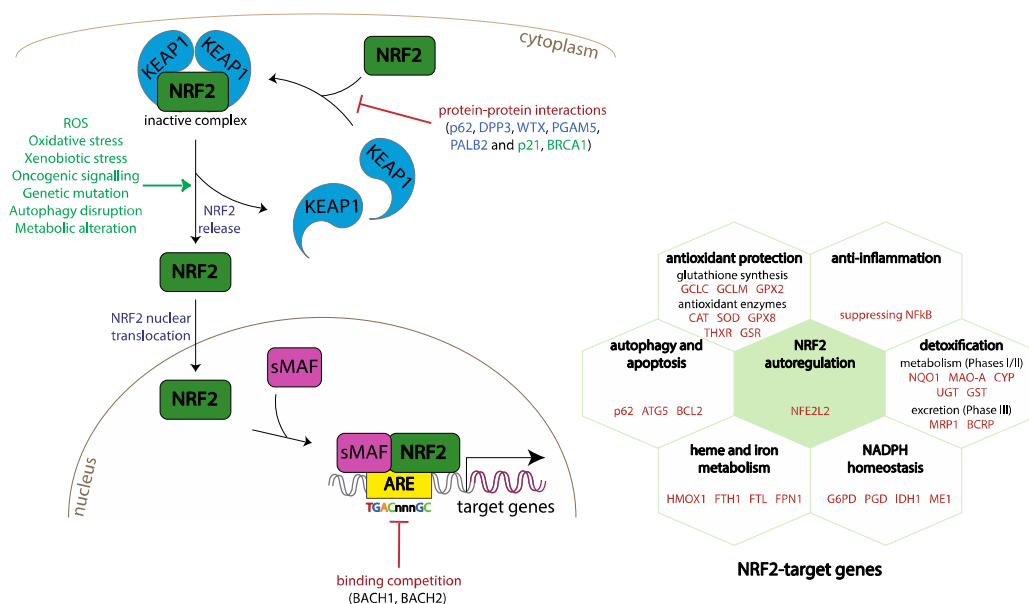 cytoplasm
KEAP1
KEAP1
NRF2
inactive complex
NRF2
protein-protein interactions
(p62, DPP3, WTX, PGAM5,
PALB2 and p21, BRCA1)
ROS
Oxidative stress
Xenobiotic stress
Oncogenic signalling
Genetic mutation
Autophagy disruption
Metabolic alteration
NRF2
release
KEAP1
KEAP1
NRF2
NRF2 nuclear
translocation
nucleus
NRF2
sMAF
sMAF
NRF2
ARE
TGACnnnGC
target genes
binding competition
(BACH1, BACH2)
antioxidant protection
glutathione synthesis
GCLC GCLM GPX2
antioxidant enzymes
CAT SOD GPX8
THXR GSR
anti-inflammation
suppressing NFkB
autophagy and
apoptosis
p62 ATG5 BCL2
NRF2
autoregulation
NFE2L2
detoxification
metabolism (Phases I/II)
NQO1 MAO-A CYP
UGT GST
excretion (Phase III)
MRP1 BCRP
heme and iron
metabolism
HMOX1 FTH1 FTL FPN1
NADPH
homeostasis
G6PD PGD IDH1 ME1
NRF2-target genes